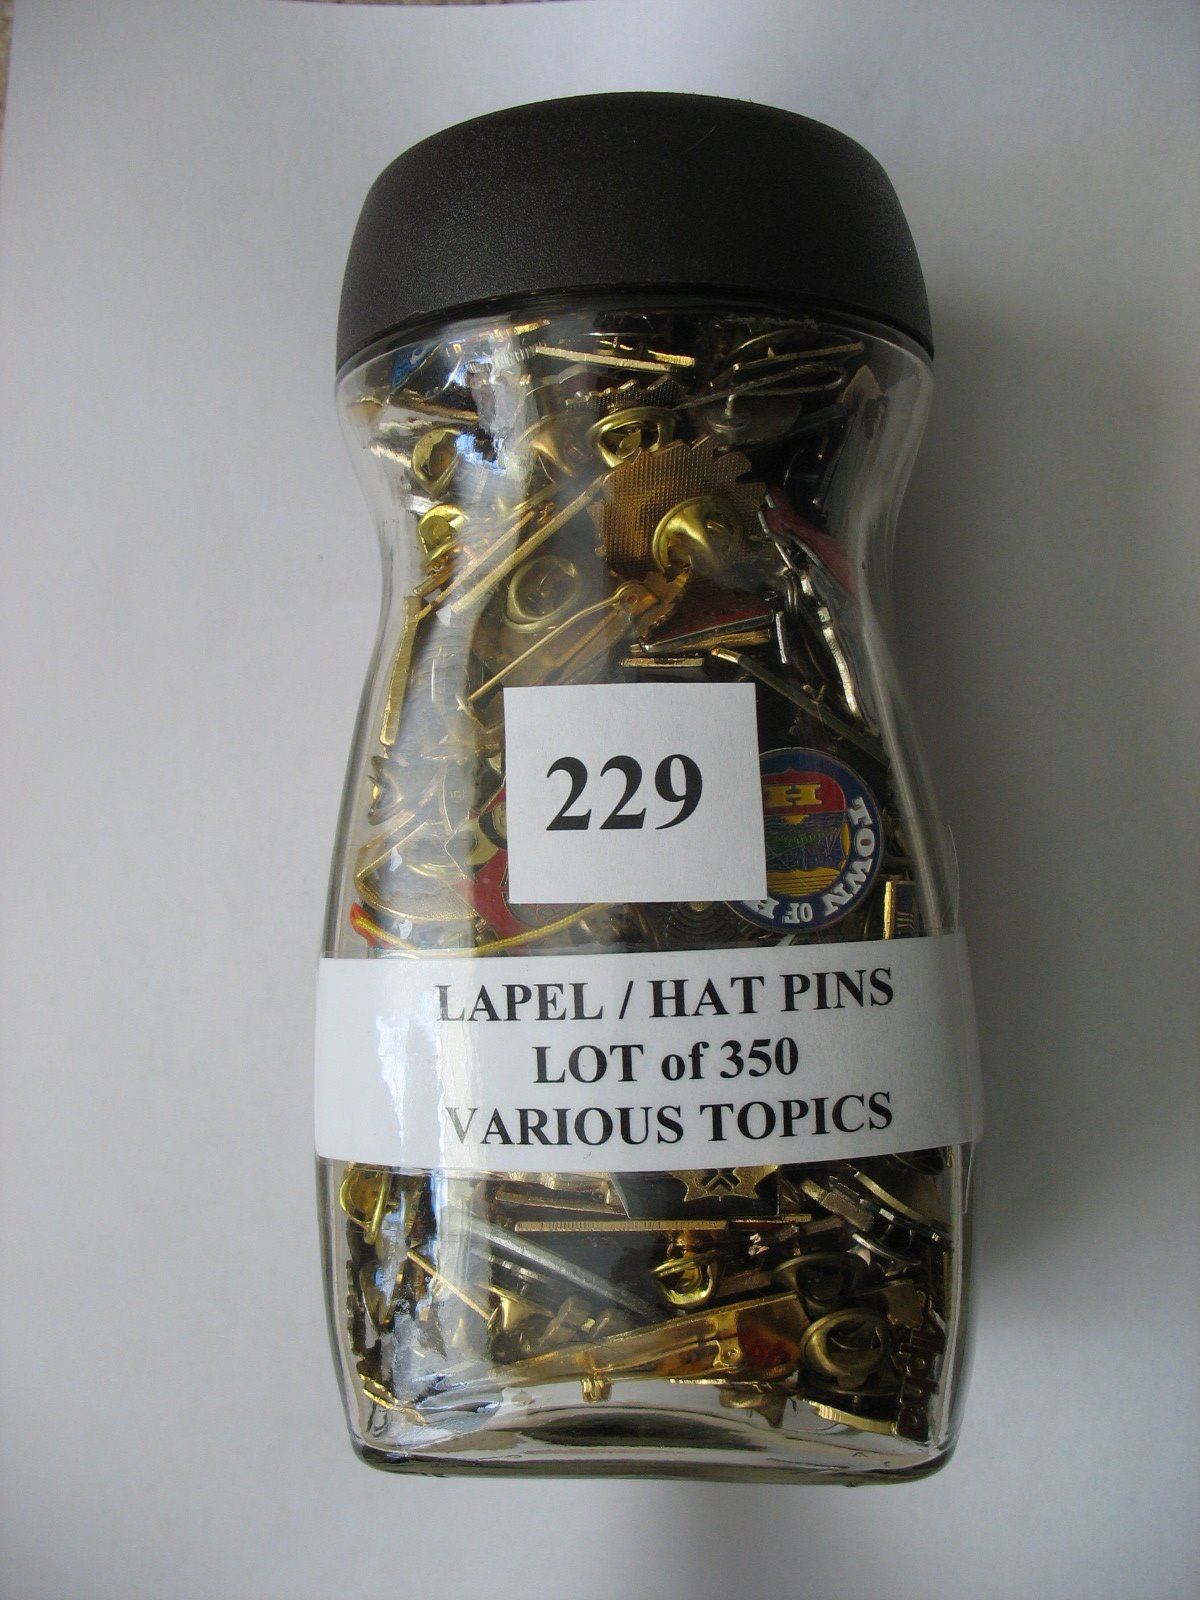 229
TOWN OF
H
LAPEL / HAT PINS
LOT of 350
VARIOUS TOPICS